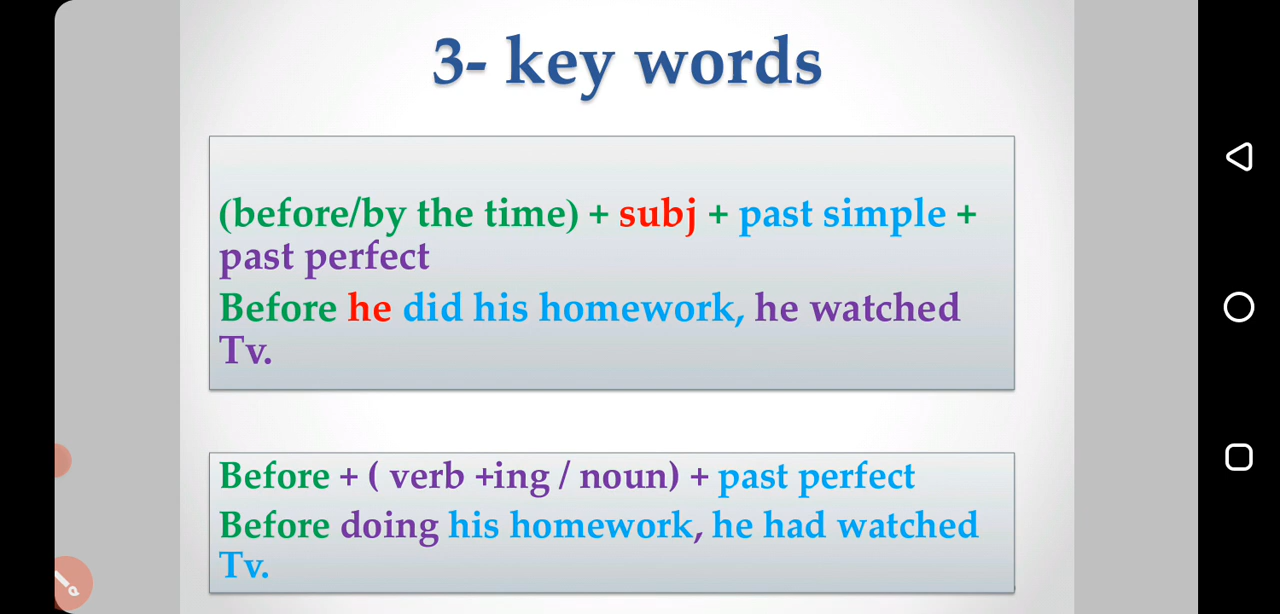 3- key words
(before/by the time) + subj + past simple +
past perfect
Before he did his homework, he watched
Tv.
Before + ( verb +ing / noun) + past perfect
Before doing his homework, he had watched
Tv.